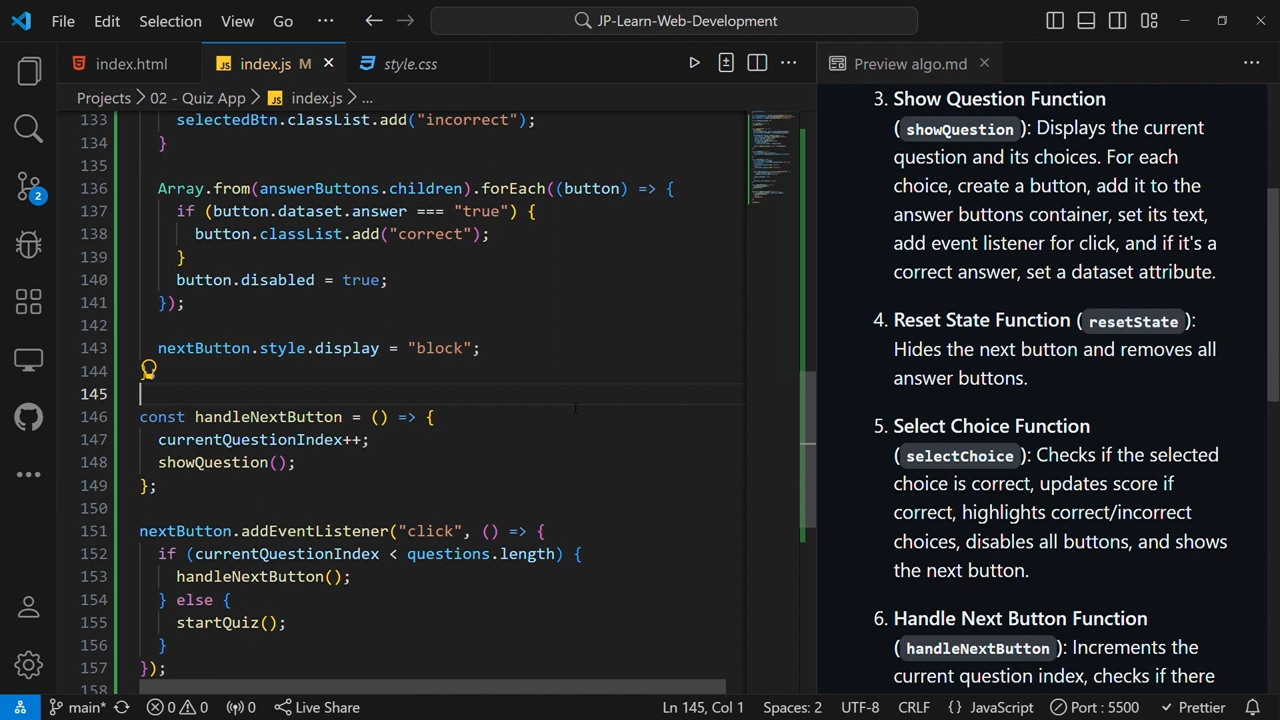 File Edit Selection View Go ··· JP-Learn-Web-Development
index.html index.js M style.css
Projects > 02 - Quiz App > index.js > ...
133 selectedBtn.classList.add("incorrect");
134 }
135
136 Array.from(answerButtons.children).forEach((button) => {
137 if (button.dataset.answer === "true") {
138 button.classList.add("correct");
139 }
140 button.disabled = true;
141 });
142
143 nextButton.style.display = "block";
144
145
146 const handleNextButton = () => {
147 currentQuestionIndex++;
148 showQuestion();
149 };
150
151 nextButton.addEventListener("click", () => {
152 if (currentQuestionIndex < questions.length) {
153 handleNextButton();
154 } else {
155 startQuiz();
156 }
157 });
158
Preview algo.md
3. Show Question Function
(showQuestion): Displays the current
question and its choices. For each
choice, create a button, add it to the
answer buttons container, set its text,
add event listener for click, and if it's a
correct answer, set a dataset attribute.
4. Reset State Function (resetState):
Hides the next button and removes all
answer buttons.
5. Select Choice Function
(selectChoice): Checks if the selected
choice is correct, updates score if
correct, highlights correct/incorrect
choices, disables all buttons, and shows
the next button.
6. Handle Next Button Function
(handleNextButton): Increments the
current question index, checks if there
2
main* 0 0 0 Live Share Ln 145, Col 1 Spaces: 2 UTF-8 CRLF {} JavaScript Port : 5500 Prettier